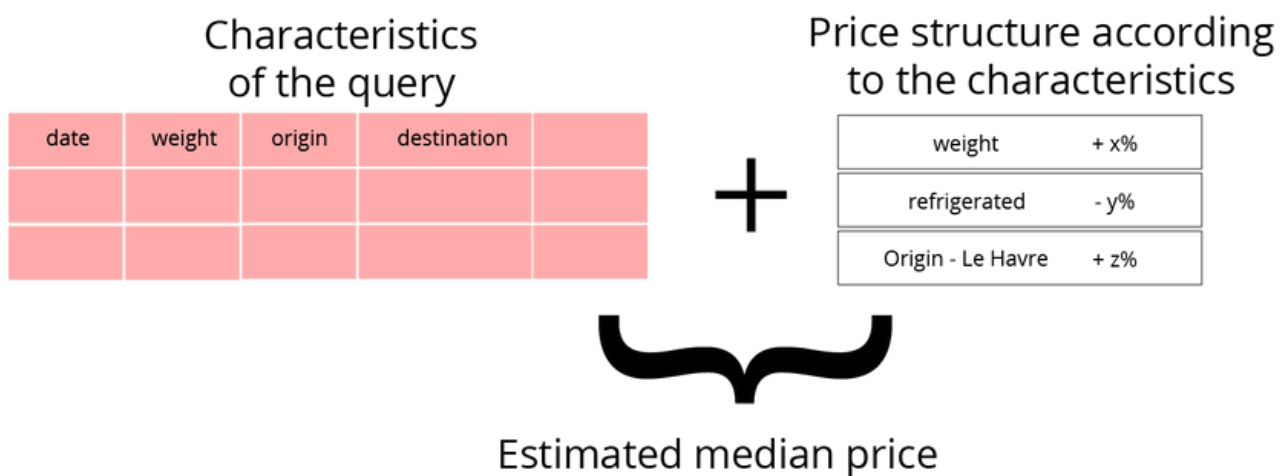 Characteristics
of the query
date weight origin destination
+
Price structure according
to the characteristics
weight + x%
refrigerated - y%
Origin - Le Havre + z%
Estimated median price